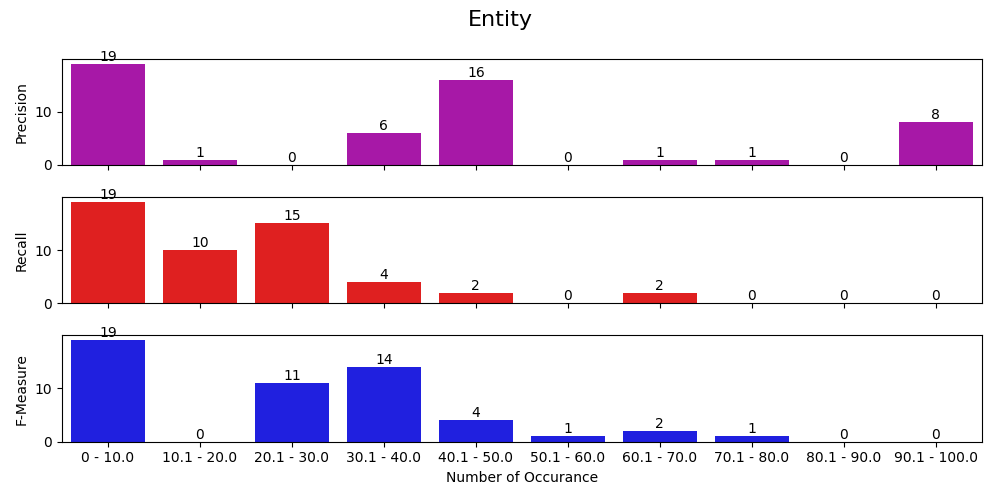 Entity
19 1 0 6 16 0 1 1 0 8
Precision
10
0
19 10 15 4 2 0 2 0 0 0
Recall
10
0
19 0 11 14 4 1 2 1 0 0
F-Measure
10
0
0 - 10.0 10.1 - 20.0 20.1 - 30.0 30.1 - 40.0 40.1 - 50.0 50.1 - 60.0 60.1 - 70.0 70.1 - 80.0 80.1 - 90.0 90.1 - 100.0
Number of Occurance